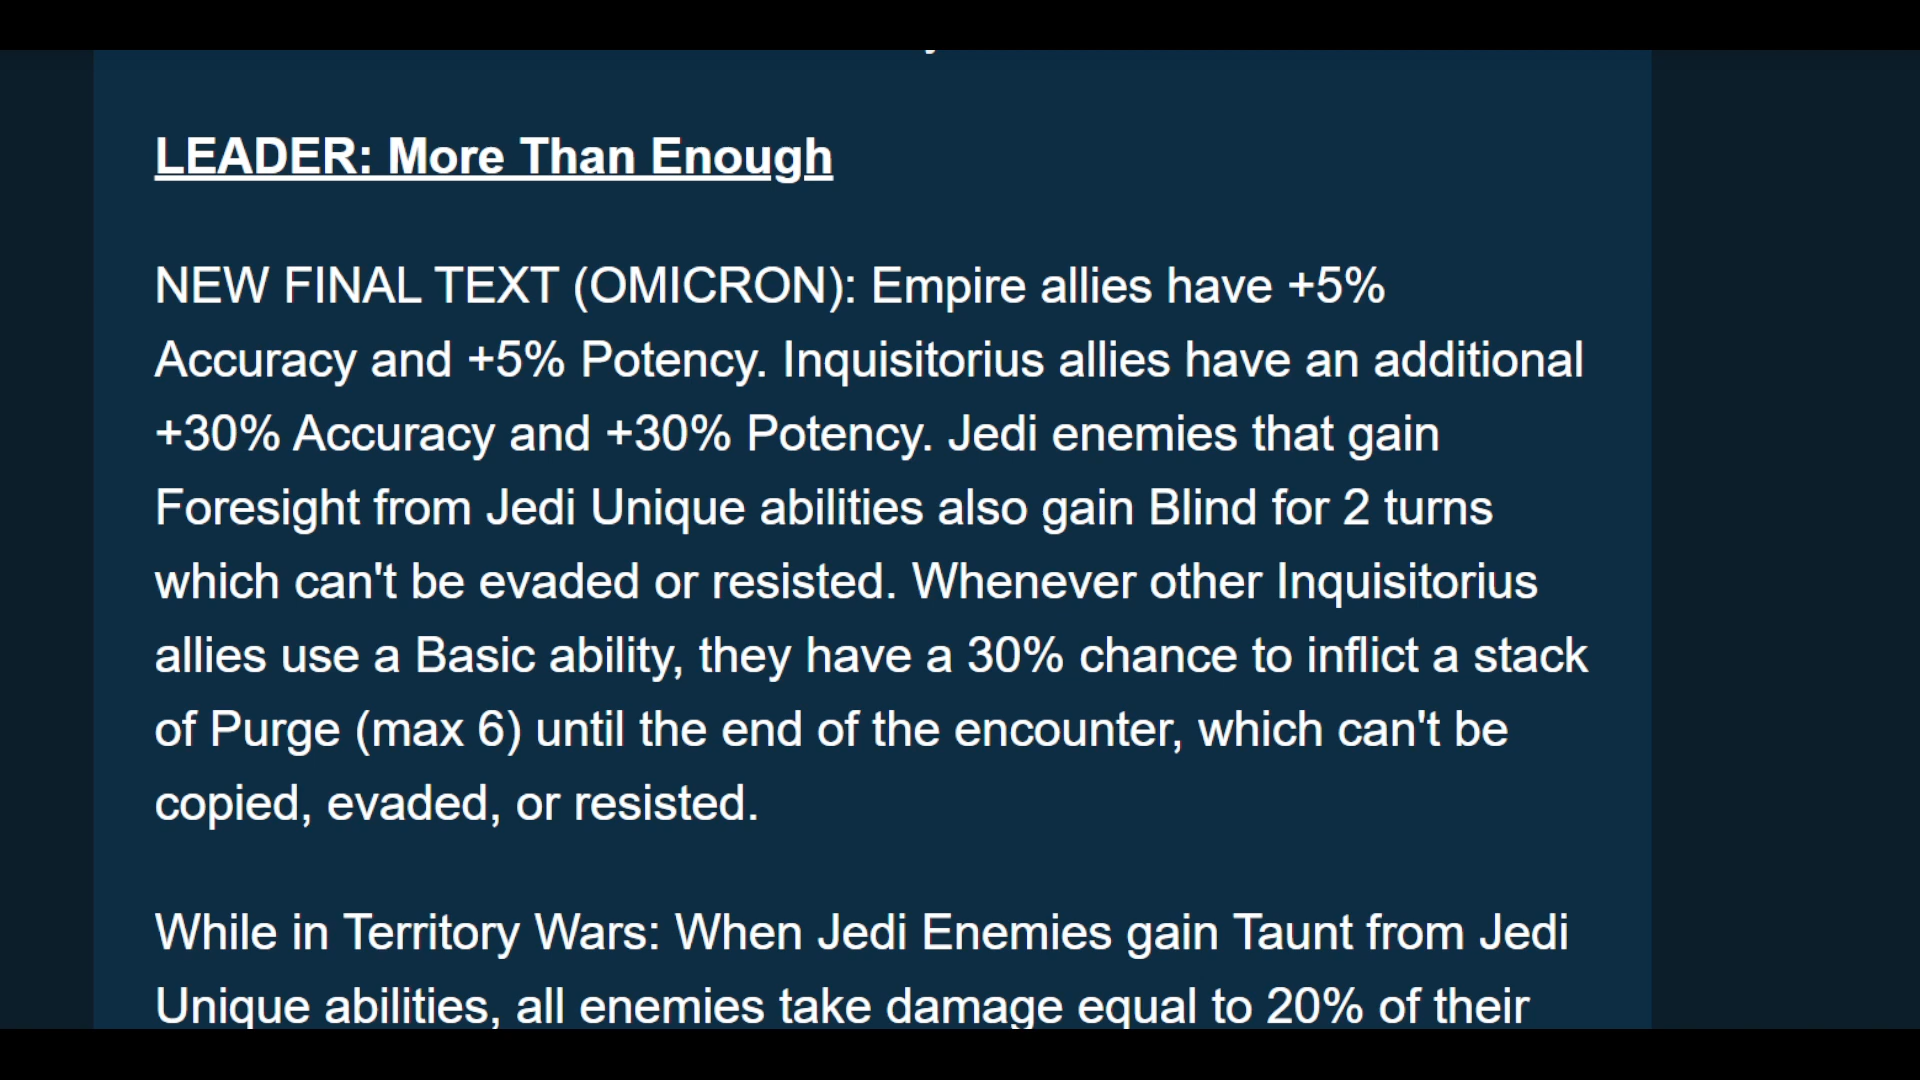 LEADER: More Than Enough
NEW FINAL TEXT (OMICRON): Empire allies have +5%
Accuracy and +5% Potency. Inquisitorius allies have an additional
+30% Accuracy and +30% Potency. Jedi enemies that gain
Foresight from Jedi Unique abilities also gain Blind for 2 turns
which can't be evaded or resisted. Whenever other Inquisitorius
allies use a Basic ability, they have a 30% chance to inflict a stack
of Purge (max 6) until the end of the encounter, which can't be
copied, evaded, or resisted.
While in Territory Wars: When Jedi Enemies gain Taunt from Jedi
Unique abilities, all enemies take damage equal to 20% of their